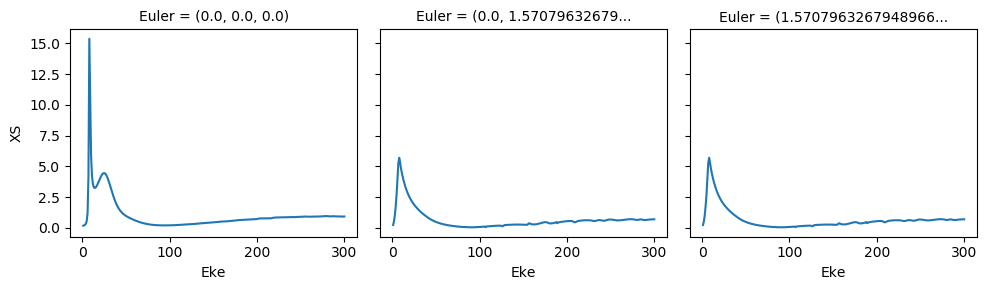 Euler = (0.0, 0.0, 0.0)
Euler = (0.0, 1.57079632679...
Euler = (1.5707963267948966...
XS
15.0
12.5
10.0
7.5
5.0
2.5
0.0
0 100 200 300
0 100 200 300
0 100 200 300
Eke
Eke
Eke